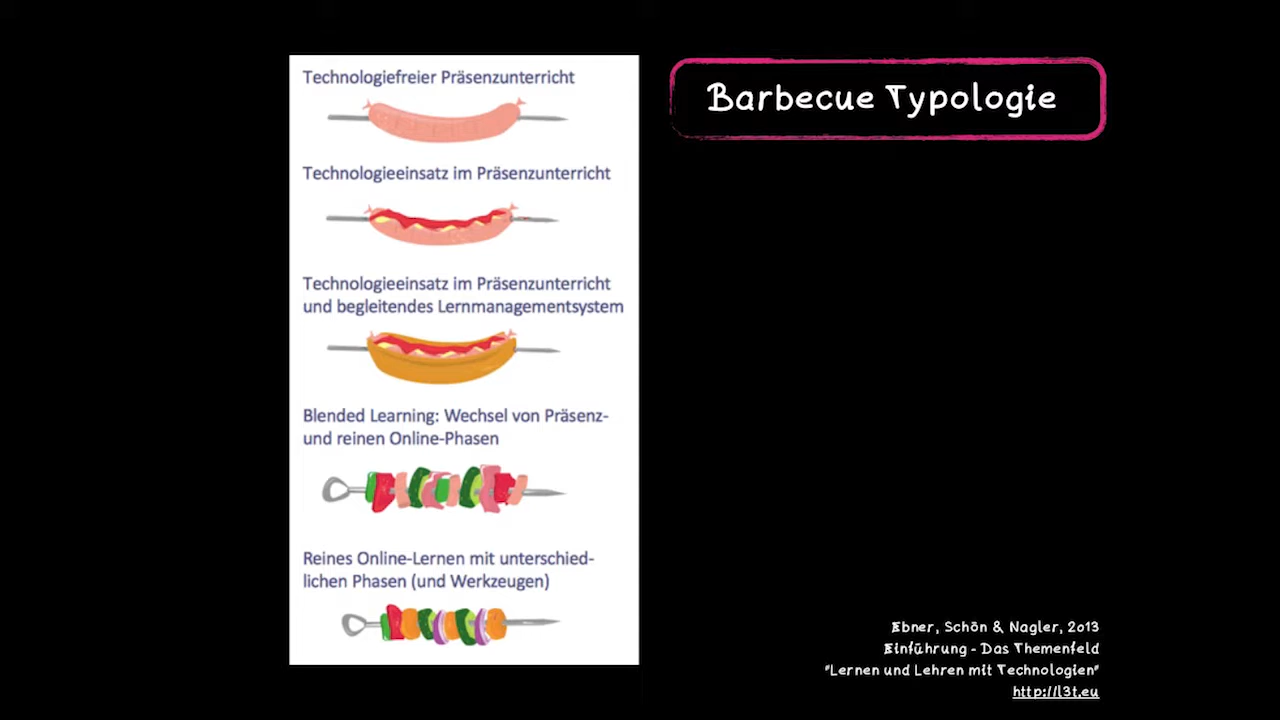 Technologiefreier Präsenzunterricht
Technologieeinsatz im Präsenzunterricht
Technologieeinsatz im Präsenzunterricht
und begleitendes Lernmanagementsystem
Blended Learning: Wechsel von Präsenz-
und reinen Online-Phasen
Reines Online-Lernen mit unterschied-
lichen Phasen (und Werkzeugen)
Barbecue Typologie
Ebner, Schön & Nagler, 2013
Einführung - Das Themenfeld
"Lernen und Lehren mit Technologien"
http://l3t.eu